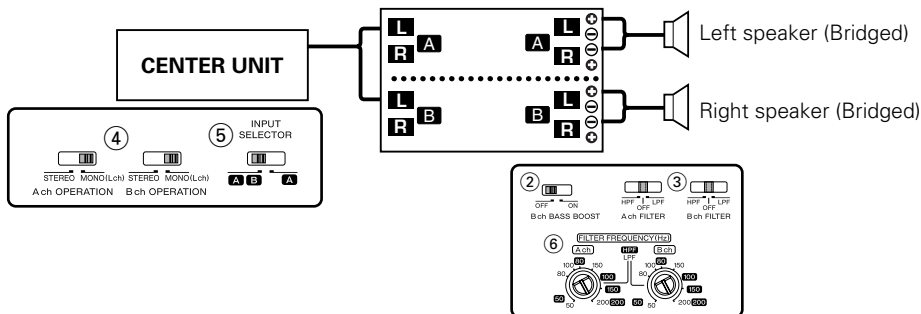 CENTER UNIT
L
R
A
A
L
R
⊕
⊖
⊖
⊕
Left speaker (Bridged)
L
R
B
B
L
R
⊕
⊖
⊖
⊕
Right speaker (Bridged)
④
⑤
INPUT
SELECTOR
STEREO MONO(Lch)
STEREO MONO(Lch)
A B
A
A ch OPERATION
B ch OPERATION
②
③
OFF ON
HPF LPF
OFF
HPF LPF
OFF
B ch BASS BOOST
A ch FILTER
B ch FILTER
⑥
FILTER FREQUENCY(Hz)
A ch
HPF
LPF
B ch
80
100 150
80
100
150
50
50
200 200
80
100 150
80
100
150
50
50
200 200